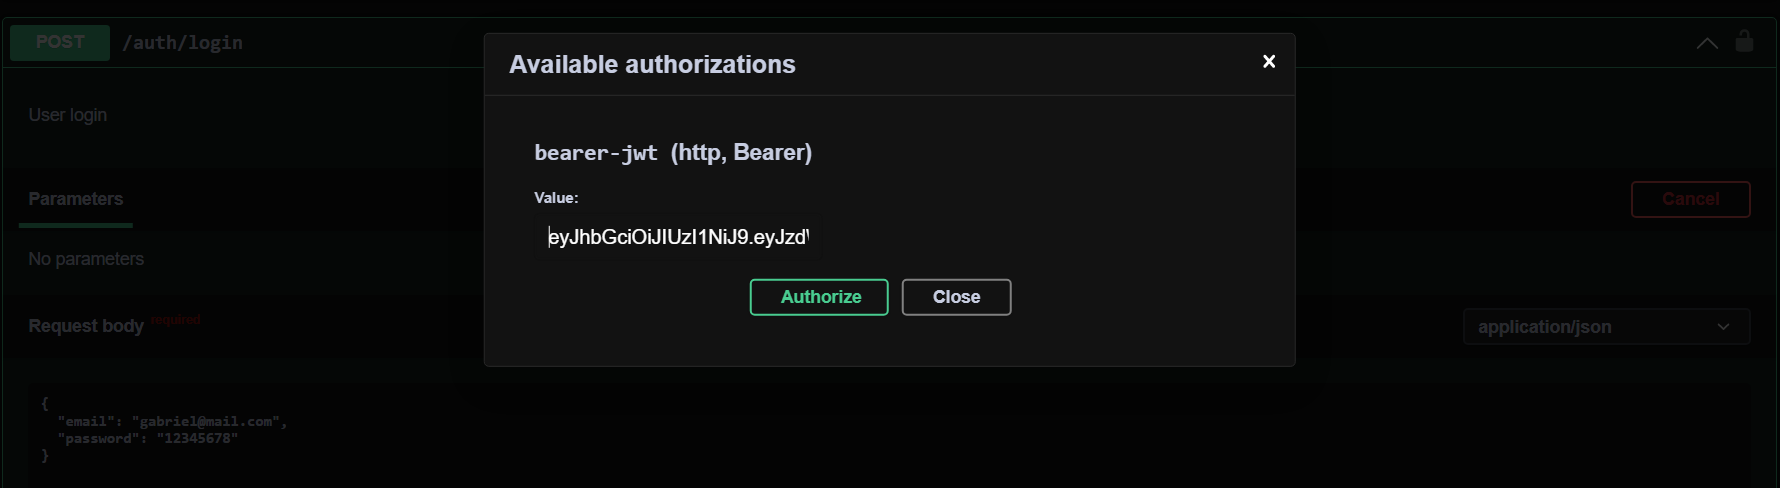 POST /auth/login
Available authorizations x
User login
bearer-jwt (http, Bearer)
Value:
Parameters
Cancel
eyJhbGciOiJIUzI1NiJ9.eyJzd
No parameters
Authorize
Close
Request body required
application/json
{
"email": "gabriel@mail.com",
"password": "12345678"
}